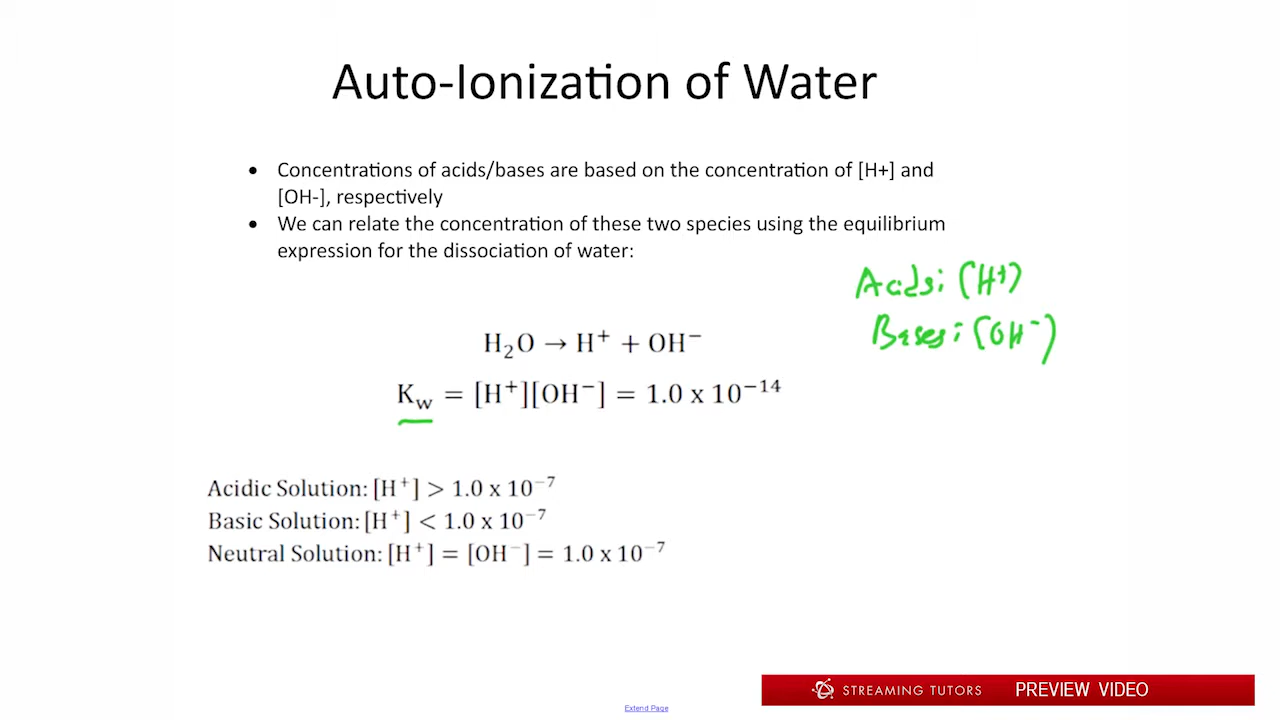 Auto-Ionization of Water
• Concentrations of acids/bases are based on the concentration of [H+] and
[OH-], respectively
• We can relate the concentration of these two species using the equilibrium
expression for the dissociation of water:
Acids: [H⁺]
Bases: [OH⁻]
H₂O → H⁺ + OH⁻
K_w = [H⁺][OH⁻] = 1.0 x 10⁻¹⁴
Acidic Solution: [H⁺] > 1.0 x 10⁻⁷
Basic Solution: [H⁺] < 1.0 x 10⁻⁷
Neutral Solution: [H⁺] = [OH⁻] = 1.0 x 10⁻⁷
STREAMING TUTORS PREVIEW VIDEO
Extend Page